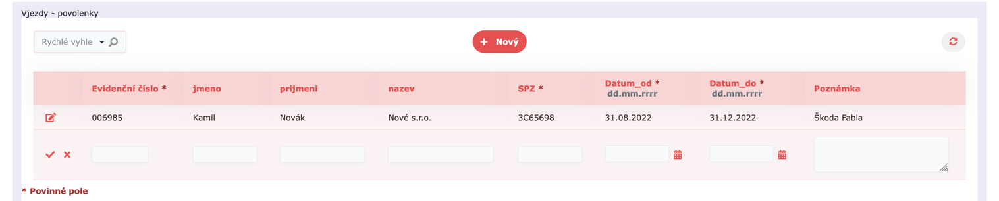 Vjezdy - povolenky
Rychlé vyhle
+ Nový
Evidenční číslo * jmeno prijmeni nazev SPZ * Datum_od * dd.mm.rrrr Datum_do * dd.mm.rrrr Poznámka
006985 Kamil Novák Nové s.r.o. 3C65698 31.08.2022 31.12.2022 Škoda Fabia
* Povinné pole